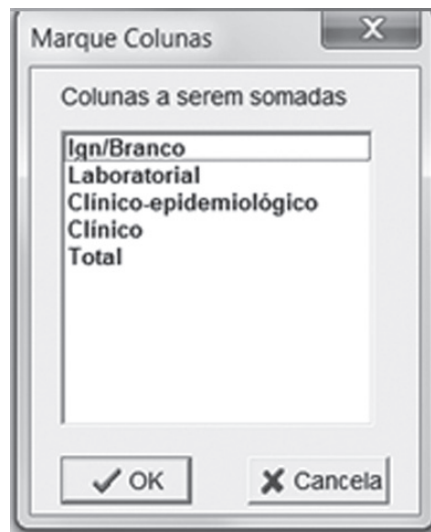 Marque Colunas
Colunas a serem somadas
Ign/Branco
Laboratorial
Clínico-epidemiológico
Clínico
Total
OK
Cancela